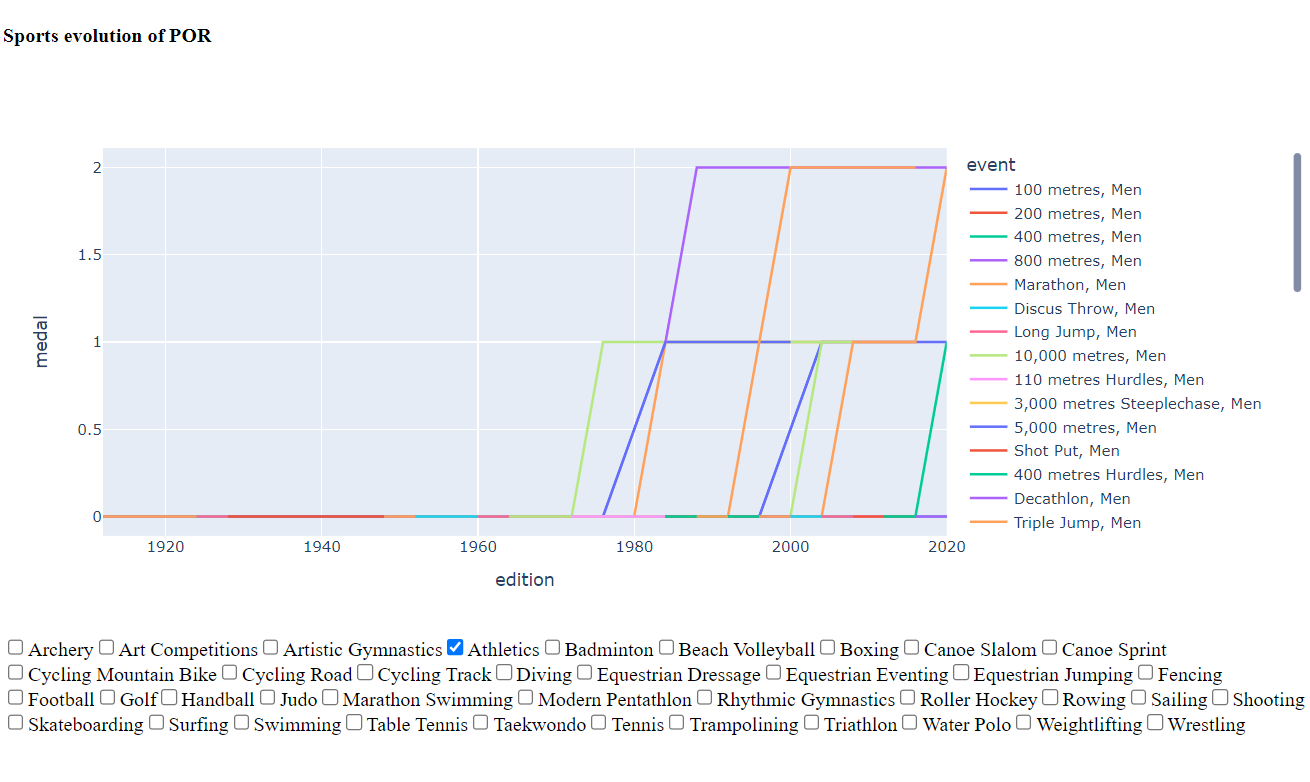 Sports evolution of POR
2
1.5
1
0.5
0
medal
1920 1940 1960 1980 2000 2020
edition
event
100 metres, Men
200 metres, Men
400 metres, Men
800 metres, Men
Marathon, Men
Discus Throw, Men
Long Jump, Men
10,000 metres, Men
110 metres Hurdles, Men
3,000 metres Steeplechase, Men
5,000 metres, Men
Shot Put, Men
400 metres Hurdles, Men
Decathlon, Men
Triple Jump, Men
Archery Art Competitions Artistic Gymnastics Athletics Badminton Beach Volleyball Boxing Canoe Slalom Canoe Sprint
Cycling Mountain Bike Cycling Road Cycling Track Diving Equestrian Dressage Equestrian Eventing Equestrian Jumping Fencing
Football Golf Handball Judo Marathon Swimming Modern Pentathlon Rhythmic Gymnastics Roller Hockey Rowing Sailing Shooting
Skateboarding Surfing Swimming Table Tennis Taekwondo Tennis Trampolining Triathlon Water Polo Weightlifting Wrestling